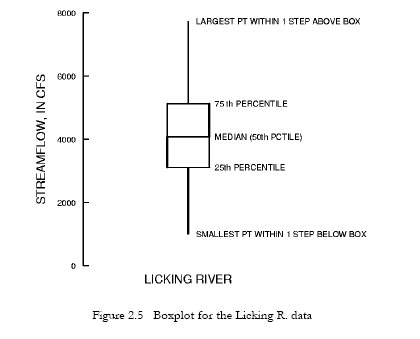 8000
LARGEST PT WITHIN 1 STEP ABOVE BOX
6000
75th PERCENTILE
STREAMFLOW, IN CFS
4000
MEDIAN (50th PCTILE)
25th PERCENTILE
2000
SMALLEST PT WITHIN 1 STEP BELOW BOX
0
LICKING RIVER
Figure 2.5 Boxplot for the Licking R. data